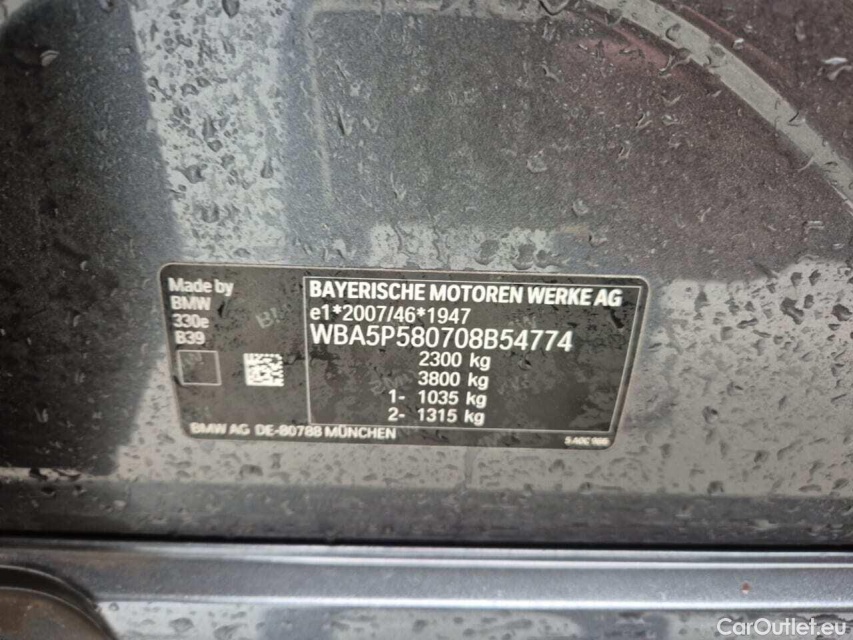 Made by
BMW
330e
B39
BAYERISCHE MOTOREN WERKE AG
e1*2007/46*1947
WBA5P580708B54774
2300 kg
3800 kg
1- 1035 kg
2- 1315 kg
BMW AG DE-80788 MÜNCHEN
CarOutlet.eu